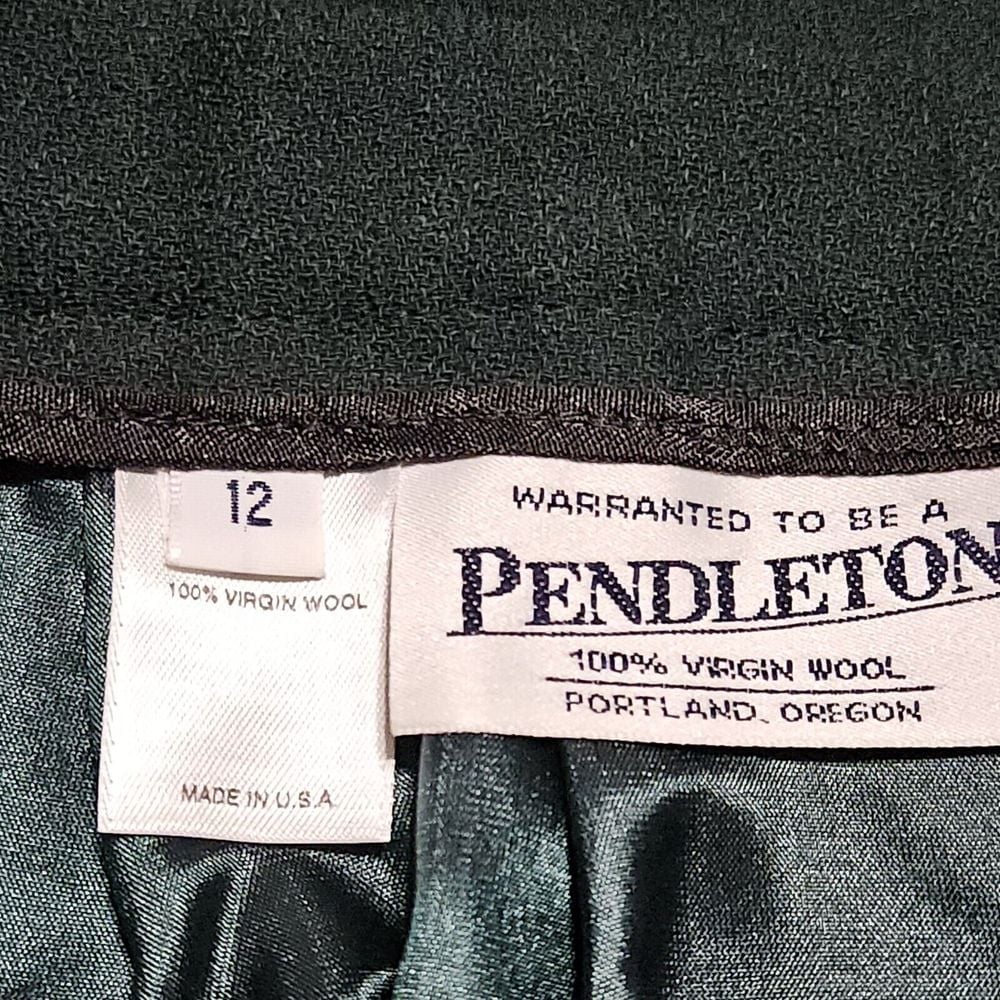 12
100% VIRGIN WOOL
MADE IN U.S.A.
WARRANTED TO BE A
PENDLETON
100% VIRGIN WOOL
PORTLAND, OREGON